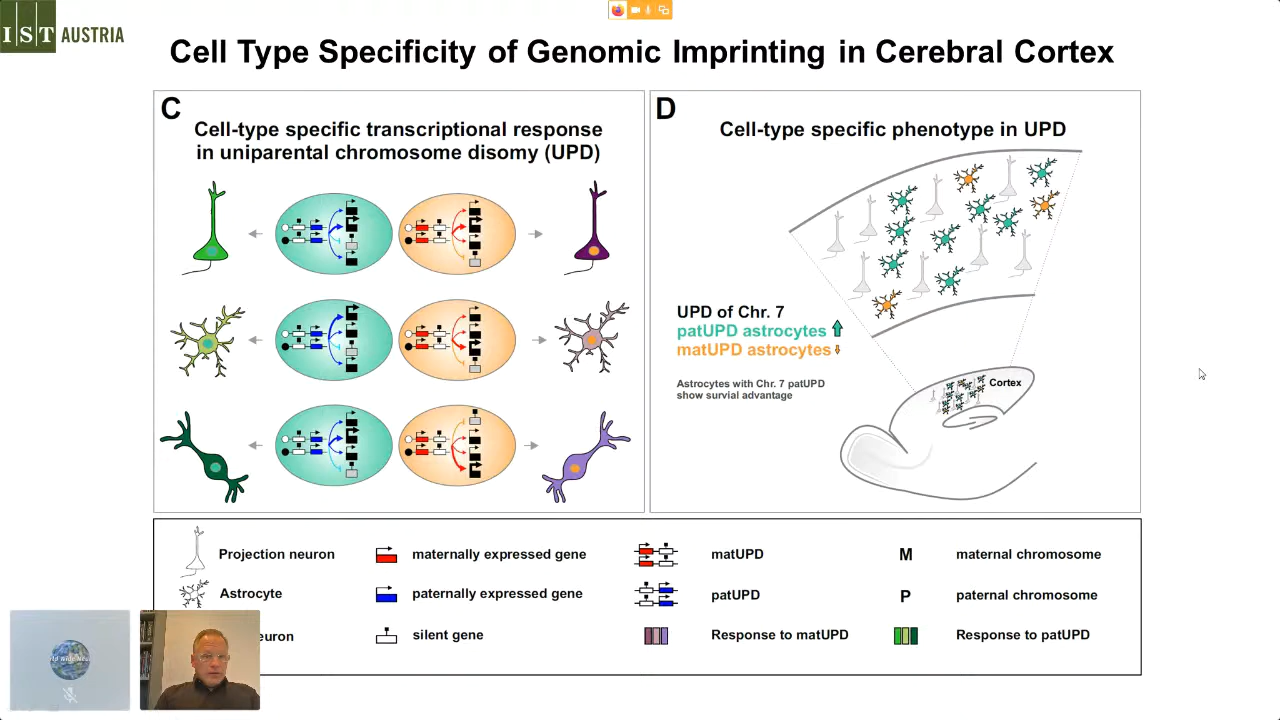 IST AUSTRIA
Cell Type Specificity of Genomic Imprinting in Cerebral Cortex
C
Cell-type specific transcriptional response
in uniparental chromosome disomy (UPD)
D
Cell-type specific phenotype in UPD
UPD of Chr. 7
patUPD astrocytes
matUPD astrocytes
Astrocytes with Chr. 7 patUPD
show survial advantage
Cortex
Projection neuron
maternally expressed gene
matUPD
M
maternal chromosome
Astrocyte
paternally expressed gene
patUPD
P
paternal chromosome
euron
silent gene
Response to matUPD
Response to patUPD